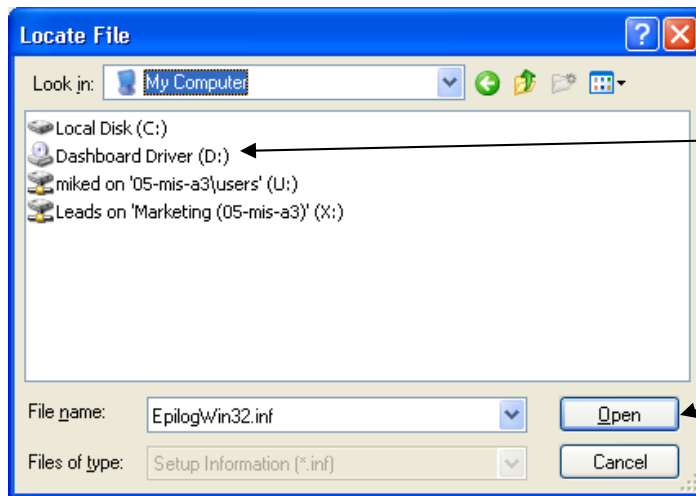 Locate File
Look in: My Computer
Local Disk (C:)
Dashboard Driver (D:)
miked on '05-mis-a3\users' (U:)
Leads on 'Marketing (05-mis-a3)' (X:)
File name: EpilogWin32.inf Open
Files of type: Setup Information (*.inf) Cancel